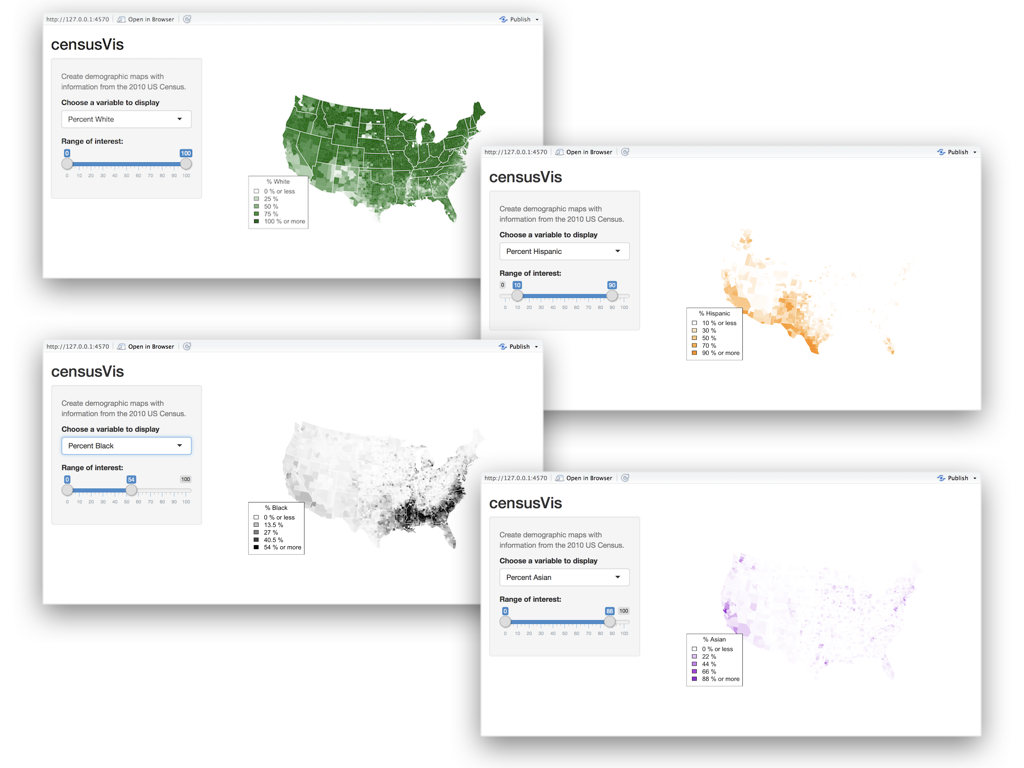 http://127.0.0.1:4570 Open in Browser Publish
censusVis
Create demographic maps with
information from the 2010 US Census.
Choose a variable to display
Percent White
Range of interest:
0 100
0 10 20 30 40 50 60 70 80 90 100
% White
0 % or less
25 %
50 %
75 %
100 % or more
http://127.0.0.1:4570 Open in Browser Publish
censusVis
Create demographic maps with
information from the 2010 US Census.
Choose a variable to display
Percent Hispanic
Range of interest:
0 10 90
0 10 20 30 40 50 60 70 80 90 100
% Hispanic
10 % or less
30 %
50 %
70 %
90 % or more
http://127.0.0.1:4570 Open in Browser Publish
censusVis
Create demographic maps with
information from the 2010 US Census.
Choose a variable to display
Percent Black
Range of interest:
0 54 100
0 10 20 30 40 50 60 70 80 90 100
% Black
0 % or less
13.5 %
27 %
40.5 %
54 % or more
http://127.0.0.1:4570 Open in Browser Publish
censusVis
Create demographic maps with
information from the 2010 US Census.
Choose a variable to display
Percent Asian
Range of interest:
0 88 100
0 10 20 30 40 50 60 70 80 90 100
% Asian
0 % or less
22 %
44 %
66 %
88 % or more